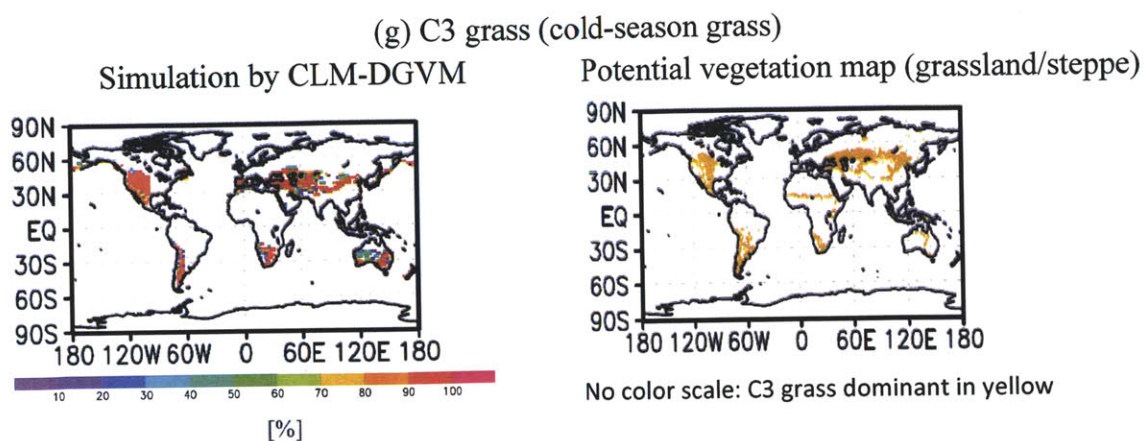 (g) C3 grass (cold-season grass)
Simulation by CLM-DGVM
Potential vegetation map (grassland/steppe)
90N
60N
30N
EQ
30S
60S
90S
180 120W 60W 0 60E 120E 180
90N
60N
30N
EQ
30S
60S
90S
180 120W 60W 0 60E 120E 180
10 20 30 40 50 60 70 80 90 100
[%]
No color scale: C3 grass dominant in yellow